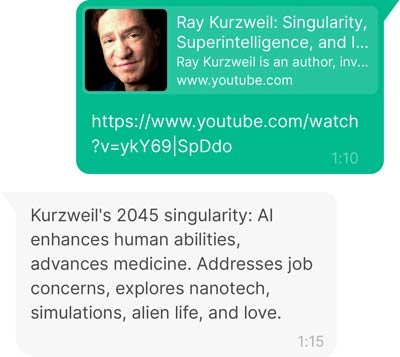 Ray Kurzweil: Singularity,
Superintelligence, and I...
Ray Kurzweil is an author, inv...
www.youtube.com
https://www.youtube.com/watch
?v=ykY69|SpDdo
1:10
Kurzweil's 2045 singularity: AI
enhances human abilities,
advances medicine. Addresses job
concerns, explores nanotech,
simulations, alien life, and love.
1:15